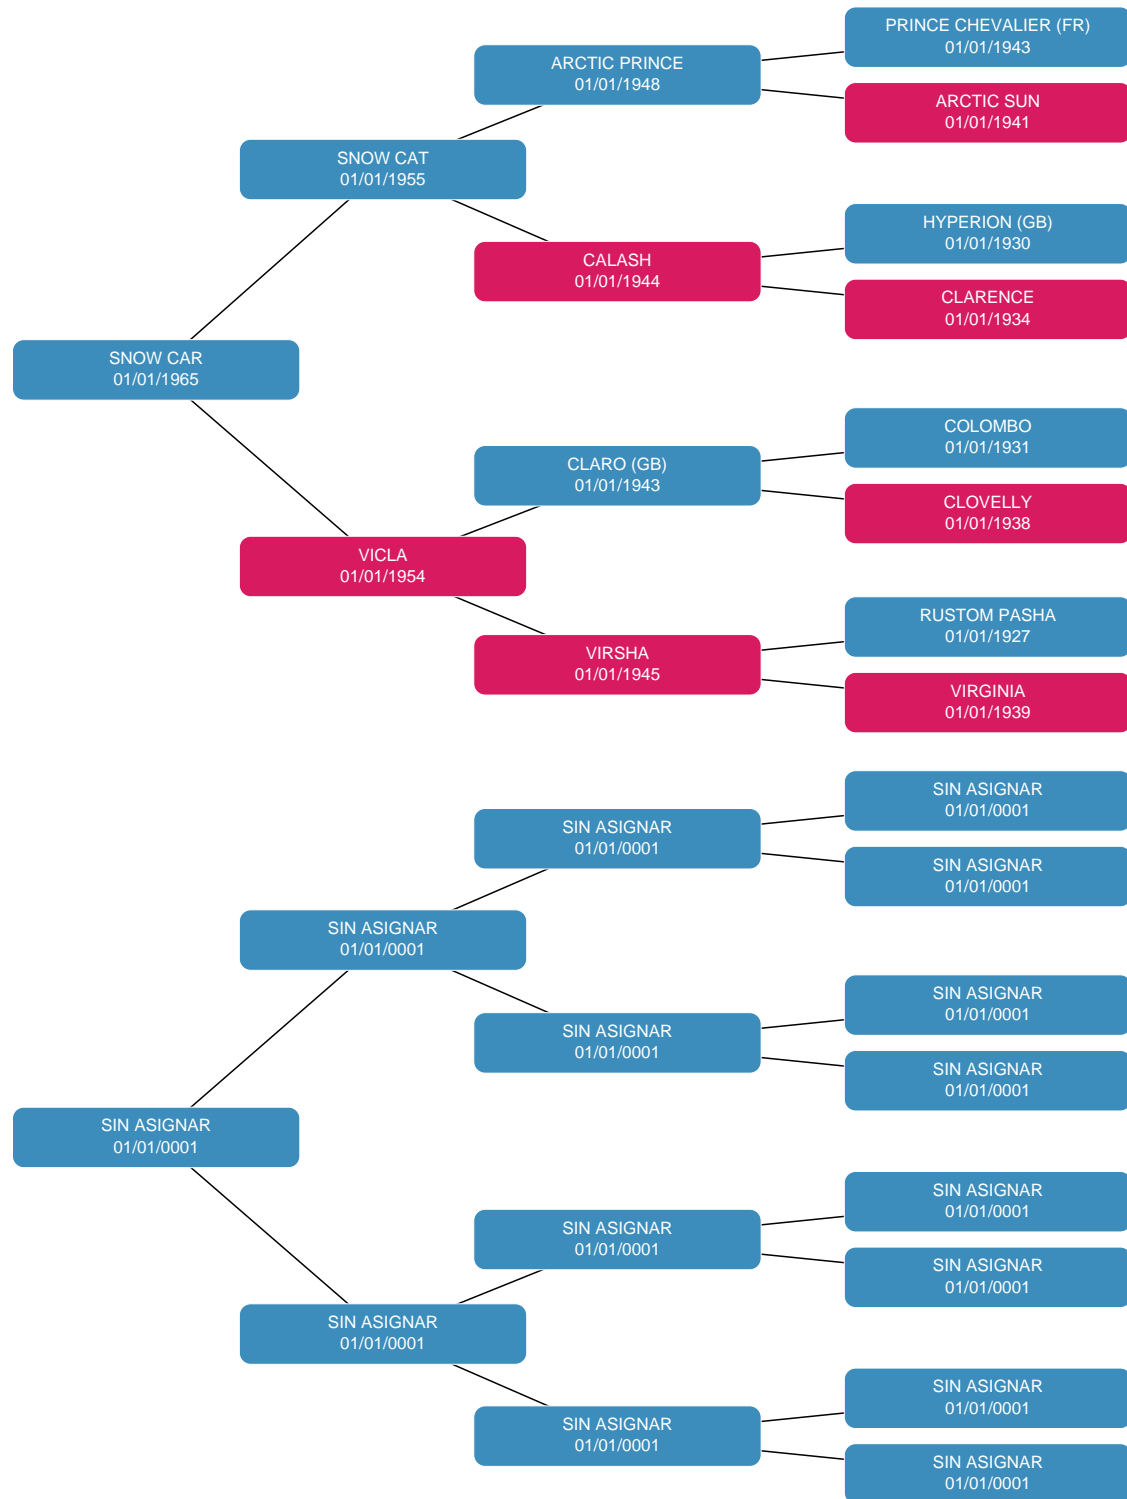 PRINCE CHEVALIER (FR)
01/01/1943
ARCTIC PRINCE
01/01/1948
ARCTIC SUN
01/01/1941
SNOW CAT
01/01/1955
HYPERION (GB)
01/01/1930
CALASH
01/01/1944
CLARENCE
01/01/1934
SNOW CAR
01/01/1965
COLOMBO
01/01/1931
CLARO (GB)
01/01/1943
CLOVELLY
01/01/1938
VICLA
01/01/1954
RUSTOM PASHA
01/01/1927
VIRSHA
01/01/1945
VIRGINIA
01/01/1939
SIN ASIGNAR
01/01/0001
SIN ASIGNAR
01/01/0001
SIN ASIGNAR
01/01/0001
SIN ASIGNAR
01/01/0001
SIN ASIGNAR
01/01/0001
SIN ASIGNAR
01/01/0001
SIN ASIGNAR
01/01/0001
SIN ASIGNAR
01/01/0001
SIN ASIGNAR
01/01/0001
SIN ASIGNAR
01/01/0001
SIN ASIGNAR
01/01/0001
SIN ASIGNAR
01/01/0001
SIN ASIGNAR
01/01/0001
SIN ASIGNAR
01/01/0001
SIN ASIGNAR
01/01/0001